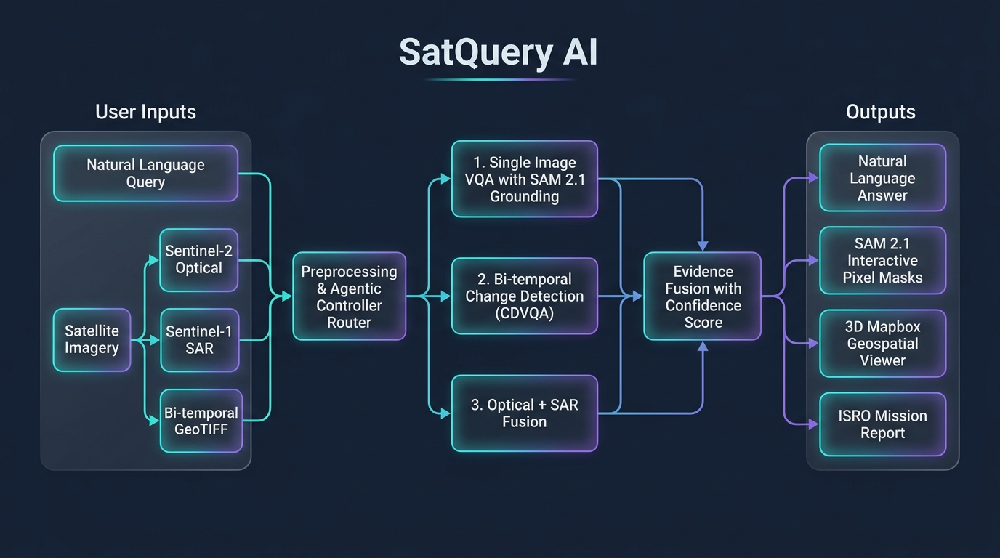 SatQuery AI
User Inputs
Natural Language
Query
Satellite
Imagery
Sentinel-2
Optical
Sentinel-1
SAR
Bi-temporal
GeoTIFF
Preprocessing
& Agentic
Controller
Router
1. Single Image
VQA with SAM 2.1
Grounding
2. Bi-temporal
Change Detection
(CDVQA)
3. Optical + SAR
Fusion
Evidence
Fusion with
Confidence
Score
Outputs
Natural
Language
Answer
SAM 2.1
Interactive
Pixel Masks
3D Mapbox
Geospatial
Viewer
ISRO Mission
Report